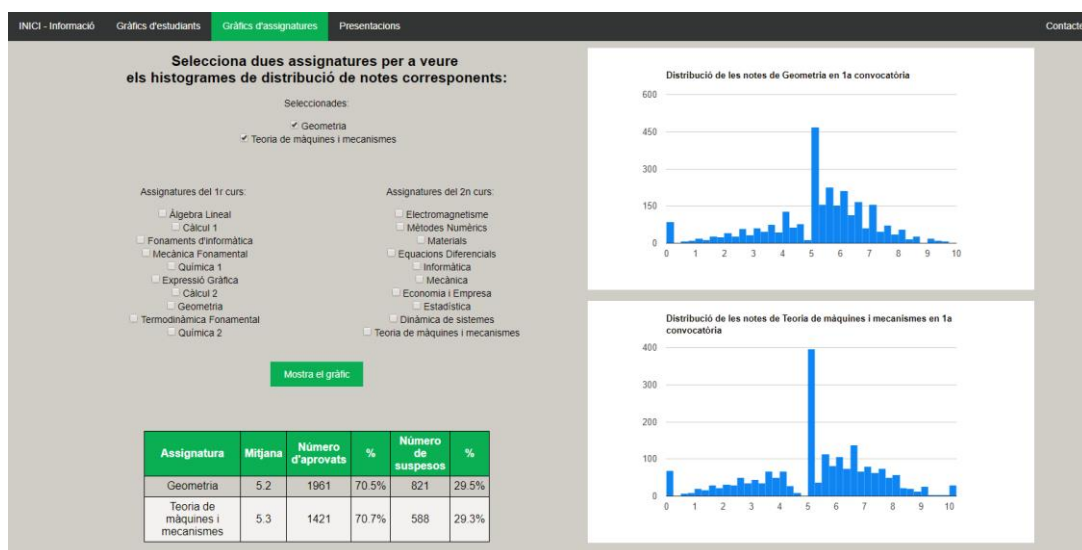 INICI - Informació Gràfics d'estudiants Gràfics d'assignatures Presentacions Contacte
Selecciona dues assignatures per a veure
els histogrames de distribució de notes corresponents:
Seleccionades:
Geometria
Teoria de màquines i mecanismes
Assignatures del 1r curs:
Àlgebra Lineal
Càlcul 1
Fonaments d'informàtica
Mecànica Fonamental
Química 1
Expressió Gràfica
Càlcul 2
Geometria
Termodinàmica Fonamental
Química 2
Assignatures del 2n curs:
Electromagnetisme
Mètodes Numèrics
Materials
Equacions Diferencials
Informàtica
Mecànica
Economia i Empresa
Estadística
Dinàmica de sistemes
Teoria de màquines i mecanismes
Mostra el gràfic
Assignatura Mitjana Número d'aprovats % Número de suspesos %
Geometria 5.2 1961 70.5% 821 29.5%
Teoria de màquines i mecanismes 5.3 1421 70.7% 588 29.3%
Distribució de les notes de Geometria en 1a convocatòria
600
450
300
150
0
0 1 2 3 4 5 6 7 8 9 10
Distribució de les notes de Teoria de màquines i mecanismes en 1a
convocatòria
400
300
200
100
0
0 1 2 3 4 5 6 7 8 9 10